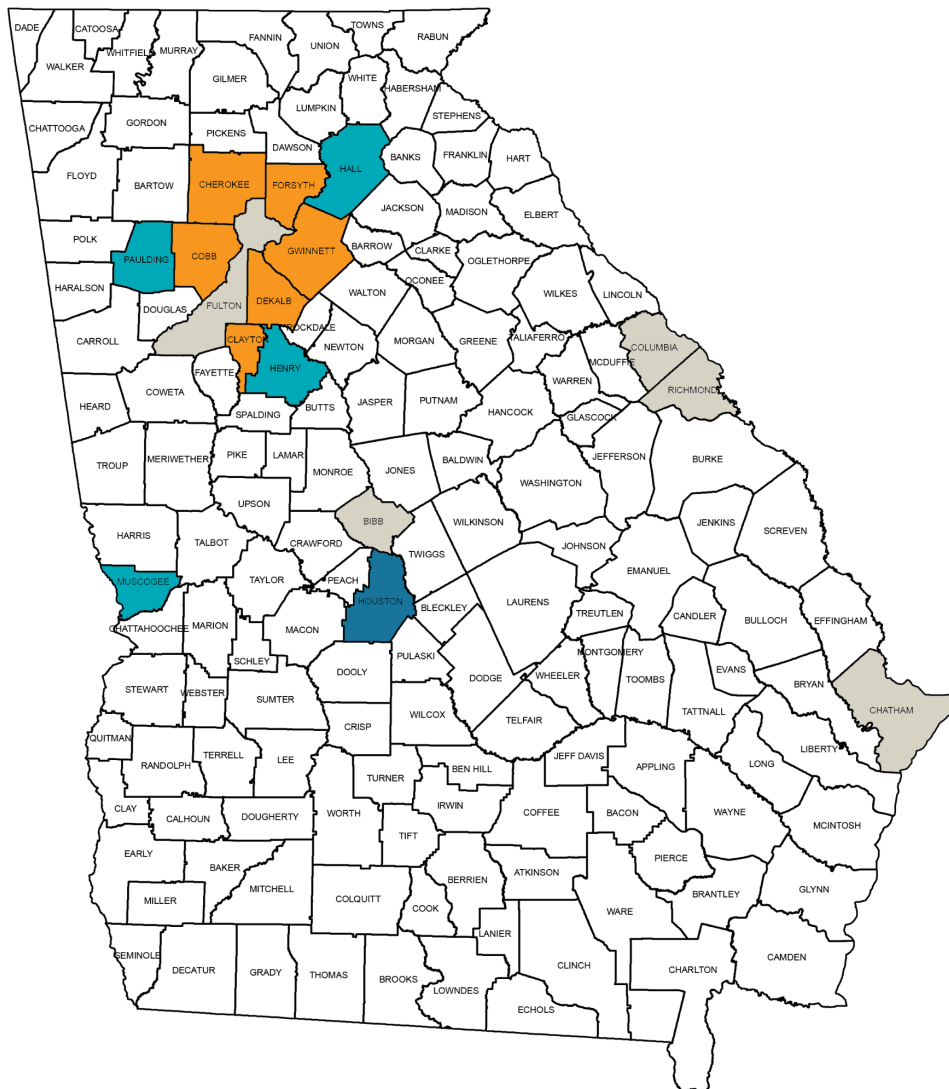 DADE
CATOOSA
WHITFIELD
MURRAY
FANNIN
UNION
TOWNS
RABUN
WALKER
GILMER
WHITE
HABERSHAM
LUMPKIN
STEPHENS
CHATTOOGA
GORDON
PICKENS
DAWSON
HALL
BANKS
FRANKLIN
HART
FLOYD
BARTOW
CHEROKEE
FORSYTH
JACKSON
MADISON
ELBERT
POLK
PAULDING
COBB
GWINNETT
BARROW
CLARKE
OGLETHORPE
OCONEE
HARALSON
DOUGLAS
FULTON
DEKALB
WALTON
WILKES
LINCOLN
CARROLL
CLAYTON
ROCKDALE
NEWTON
MORGAN
GREENE
TALIAFERRO
COLUMBIA
MCDUFFIE
HENRY
FAYETTE
COWETA
WARREN
RICHMOND
HEARD
SPALDING
BUTTS
JASPER
PUTNAM
HANCOCK
GLASCOCK
TROUP
MERIWETHER
PIKE
LAMAR
MONROE
JONES
BALDWIN
WASHINGTON
JEFFERSON
BURKE
UPSON
BIBB
WILKINSON
JENKINS
SCREVEN
HARRIS
TALBOT
CRAWFORD
TWIGGS
JOHNSON
EMANUEL
MUSCOGEE
TAYLOR
PEACH
HOUSTON
BLECKLEY
LAURENS
TREUTLEN
CANDLER
BULLOCH
EFFINGHAM
CHATTAHOOCHEE
MARION
MACON
SCHLEY
DOOLY
PULASKI
DODGE
WHEELER
MONTGOMERY
TOOMBS
EVANS
BRYAN
STEWART
WEBSTER
SUMTER
TATTNALL
CHATHAM
CRISP
WILCOX
TELFAIR
QUITMAN
RANDOLPH
TERRELL
LEE
TURNER
BEN HILL
JEFF DAVIS
APPLING
LONG
LIBERTY
CLAY
CALHOUN
DOUGHERTY
WORTH
IRWIN
COFFEE
BACON
WAYNE
MCINTOSH
TIFT
EARLY
BAKER
MITCHELL
BERRIEN
ATKINSON
PIERCE
BRANTLEY
GLYNN
MILLER
COLQUITT
COOK
WARE
LANIER
SEMINOLE
DECATUR
GRADY
THOMAS
BROOKS
LOWNDES
CLINCH
ECHOLS
CHARLTON
CAMDEN